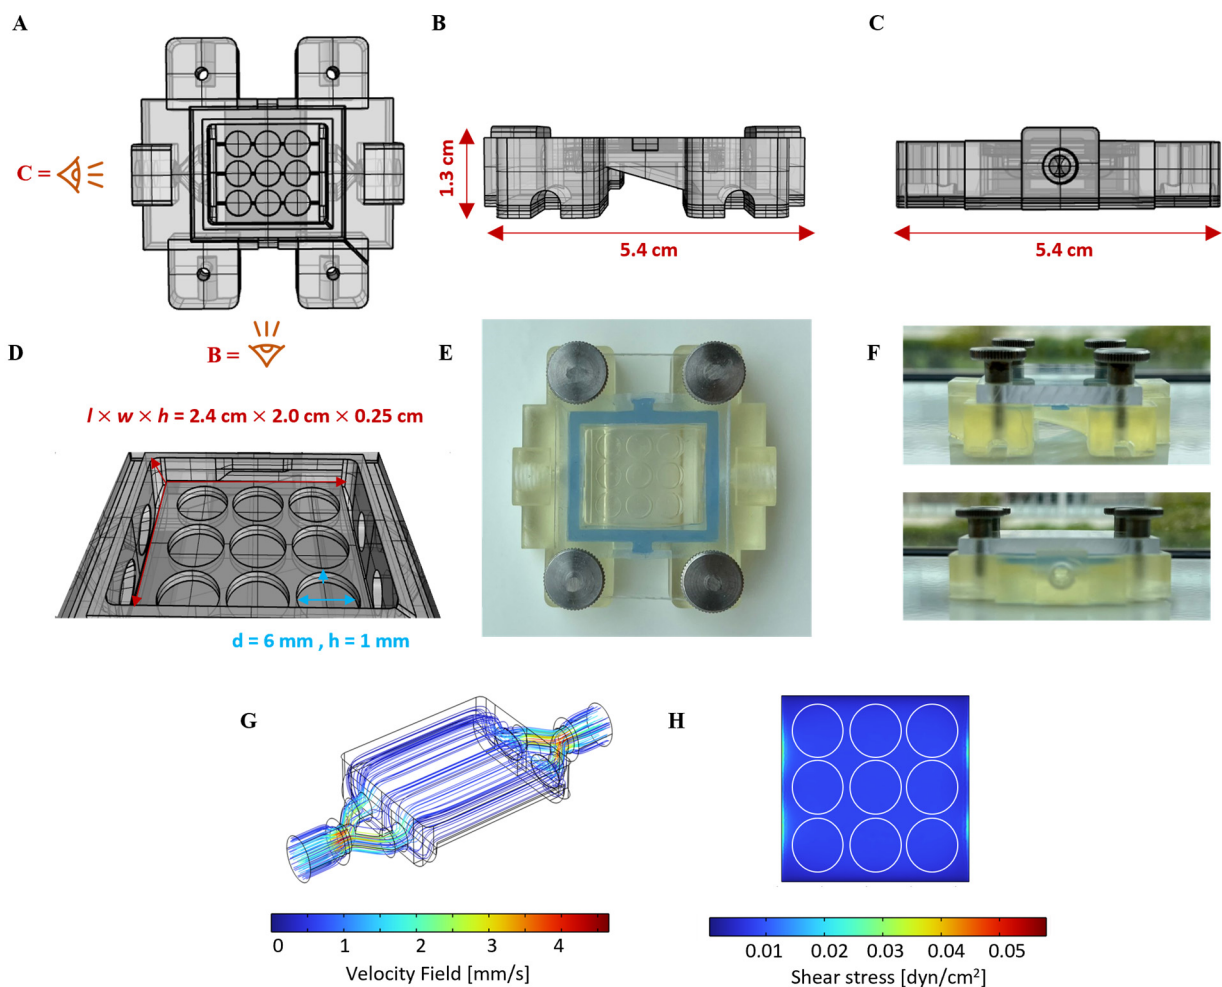 A
B
C
C =
1.3 cm
5.4 cm
5.4 cm
B =
D
E
F
l × w × h = 2.4 cm × 2.0 cm × 0.25 cm
d = 6 mm , h = 1 mm
G
H
0 1 2 3 4
Velocity Field [mm/s]
0.01 0.02 0.03 0.04 0.05
Shear stress [dyn/cm²]